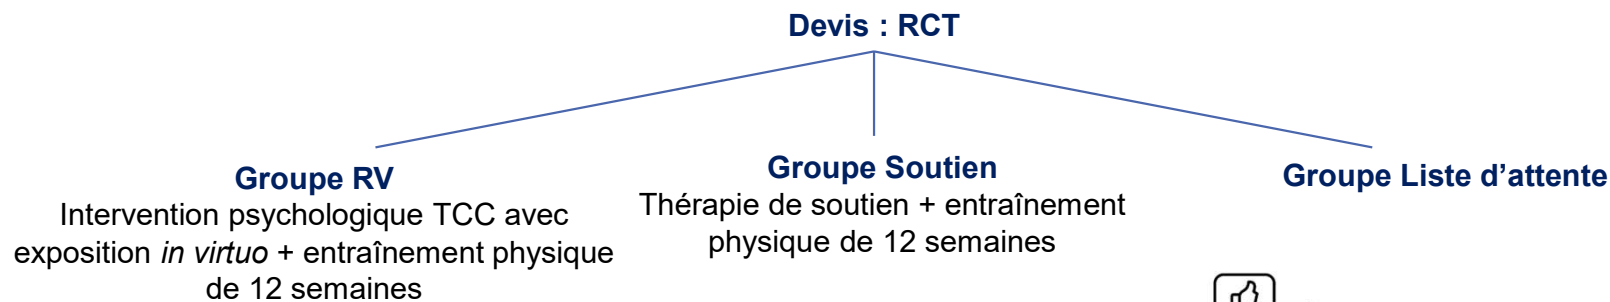 Devis : RCT
Groupe RV
Intervention psychologique TCC avec
exposition in virtuo + entraînement physique
de 12 semaines
Groupe Soutien
Thérapie de soutien + entraînement
physique de 12 semaines
Groupe Liste d’attente